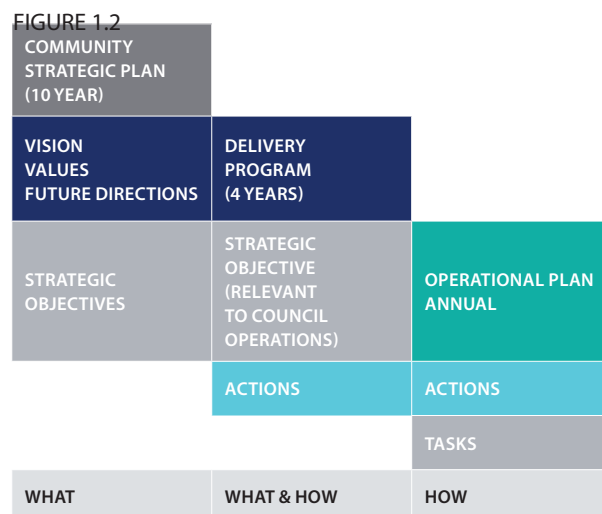 FIGURE 1.2
COMMUNITY
STRATEGIC PLAN
(10 YEAR)
VISION
VALUES
FUTURE DIRECTIONS
DELIVERY
PROGRAM
(4 YEARS)
STRATEGIC
OBJECTIVES
STRATEGIC
OBJECTIVE
(RELEVANT
TO COUNCIL
OPERATIONS)
OPERATIONAL PLAN
ANNUAL
ACTIONS
ACTIONS
TASKS
WHAT
WHAT & HOW
HOW